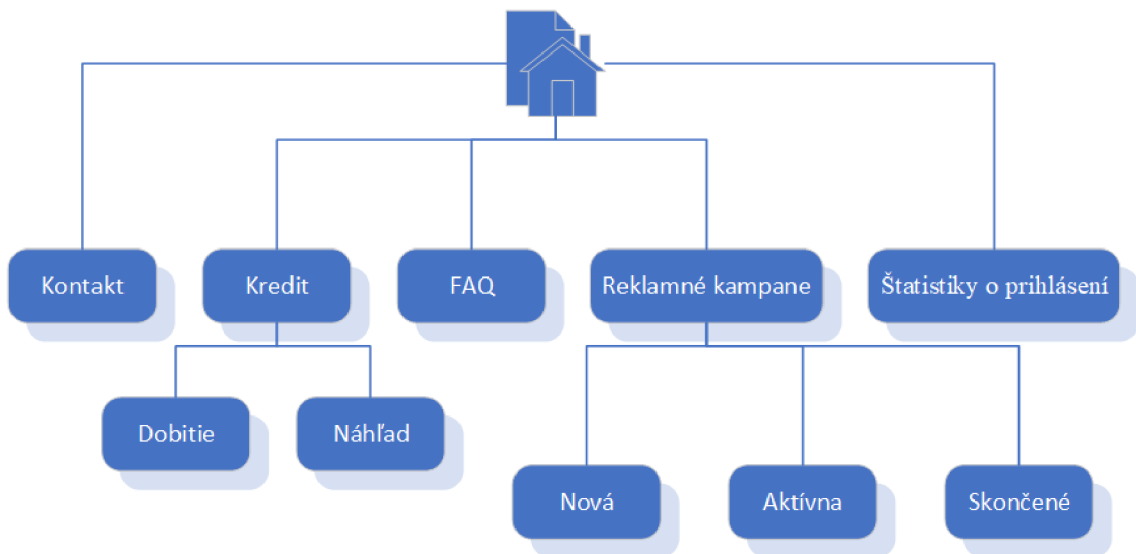 Kontakt
Kredit
FAQ
Reklamné kampane
Štatistiky o prihlásení
Dobitie
Náhľad
Nová
Aktívna
Skončené